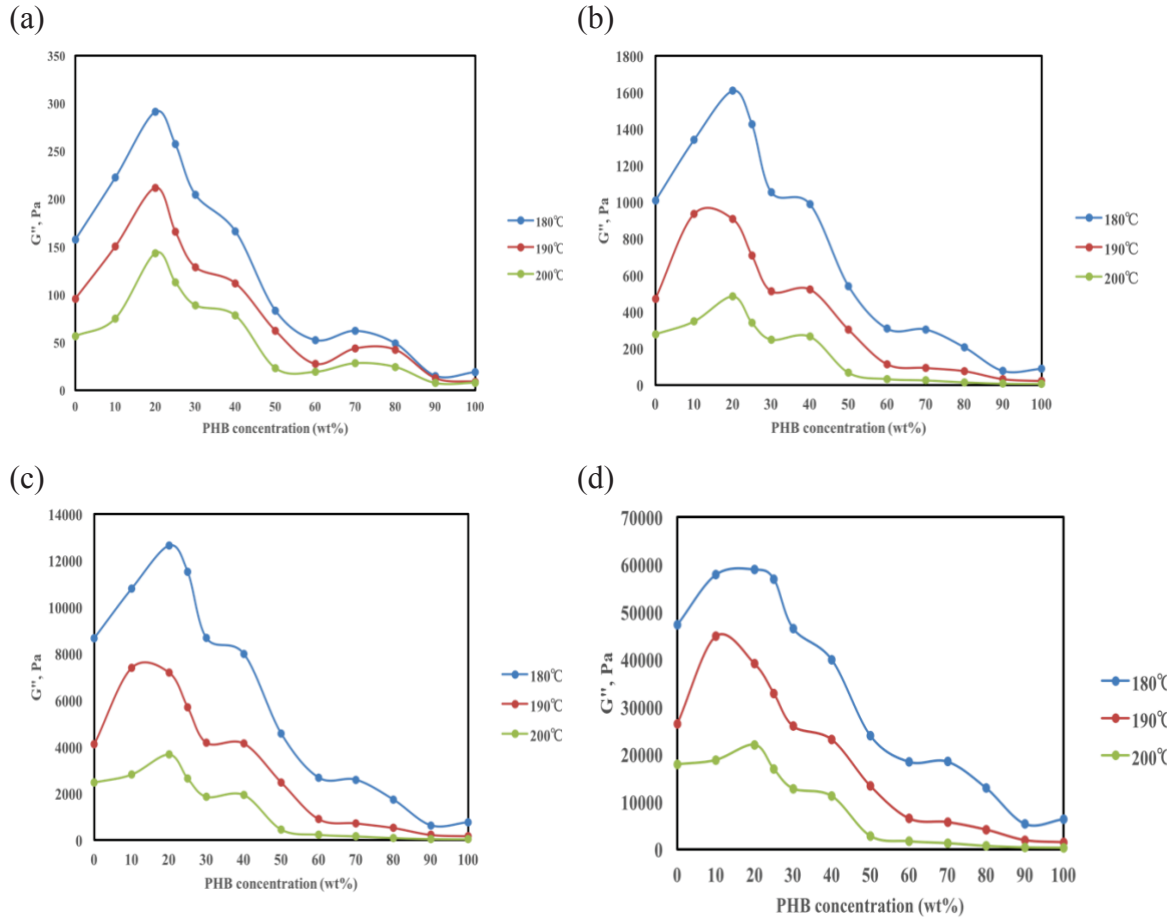 (a)
350
300
250
200
150
100
50
0
G", Pa
0 10 20 30 40 50 60 70 80 90 100
PHB concentration (wt%)
180℃
190℃
200℃
(b)
1800
1600
1400
1200
1000
800
600
400
200
0
G", Pa
0 10 20 30 40 50 60 70 80 90 100
PHB concentration (wt%)
180℃
190℃
200℃
(c)
14000
12000
10000
8000
6000
4000
2000
0
G", Pa
0 10 20 30 40 50 60 70 80 90 100
PHB concentration (wt%)
180℃
190℃
200℃
(d)
70000
60000
50000
40000
30000
20000
10000
0
G", Pa
0 10 20 30 40 50 60 70 80 90 100
PHB concentration (wt%)
180℃
190℃
200℃